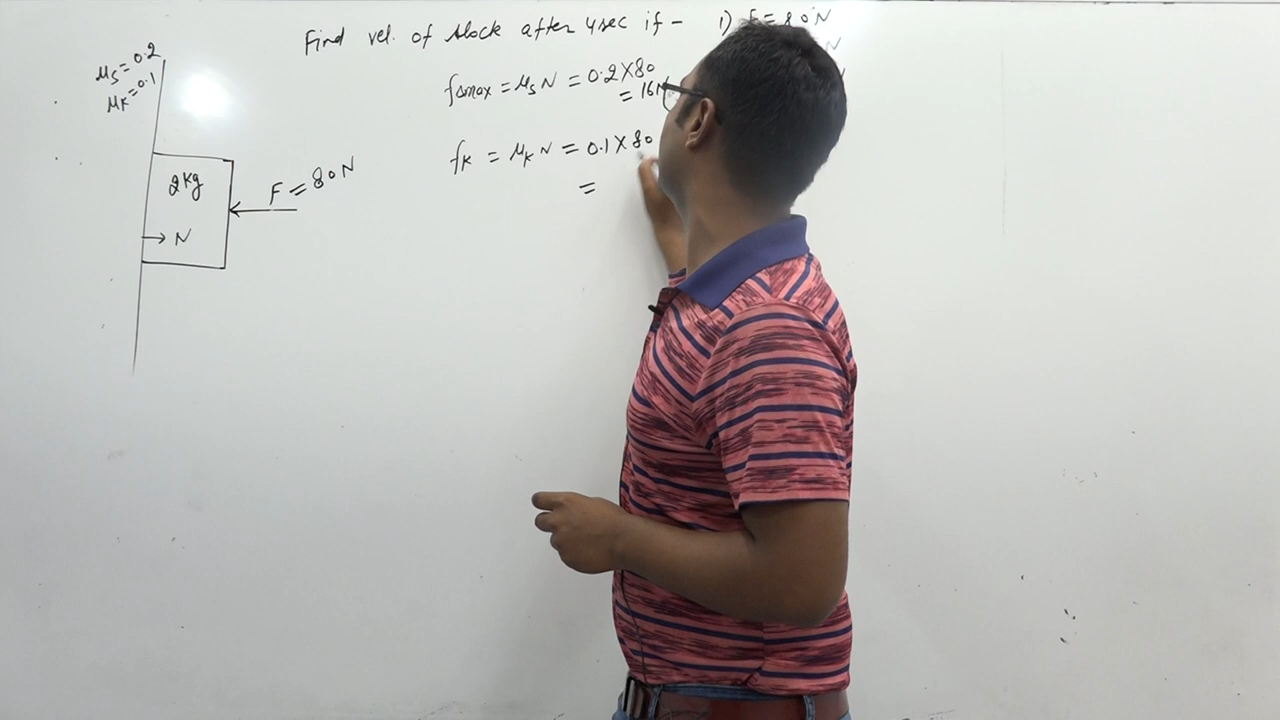 Find vel. of block after 4sec if - 1) F = 80N
N
μs = 0.2
μK = 0.1
fsmax = μs N = 0.2 X 80
= 16N
fK = μK N = 0.1 X 80
=
2kg
F = 80N
N